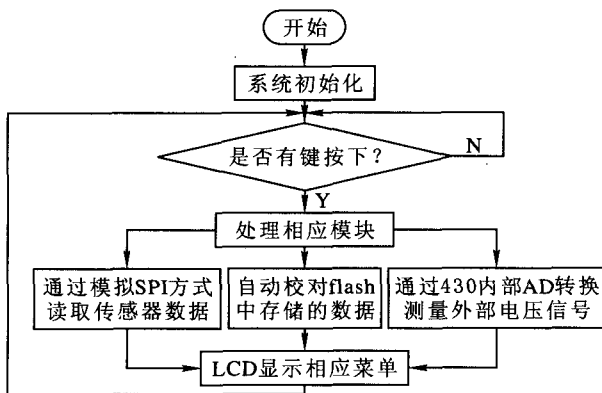 开始
系统初始化
是否有键按下？
N
Y
处理相应模块
通过模拟SPI方式
读取传感器数据
自动校对flash
中存储的数据
通过430内部AD转换
测量外部电压信号
LCD显示相应菜单